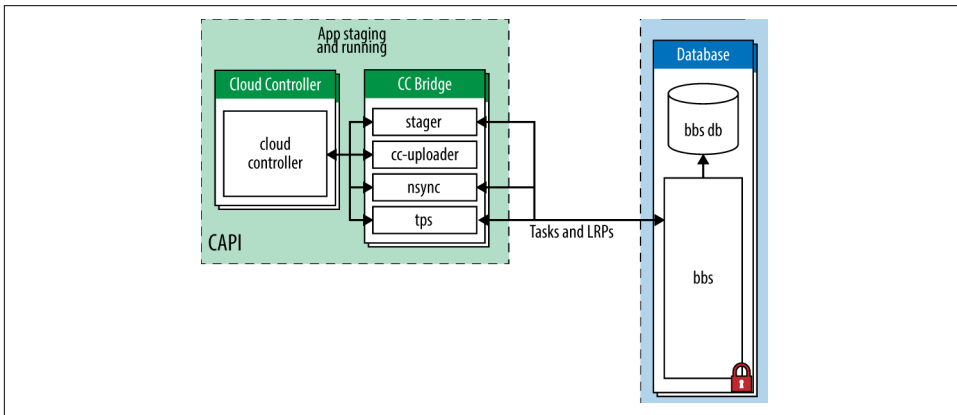 App staging
and running
Cloud Controller
cloud
controller
CC Bridge
stager
cc-uploader
nsync
tps
CAPI
Tasks and LRPs
Database
bbs db
bbs